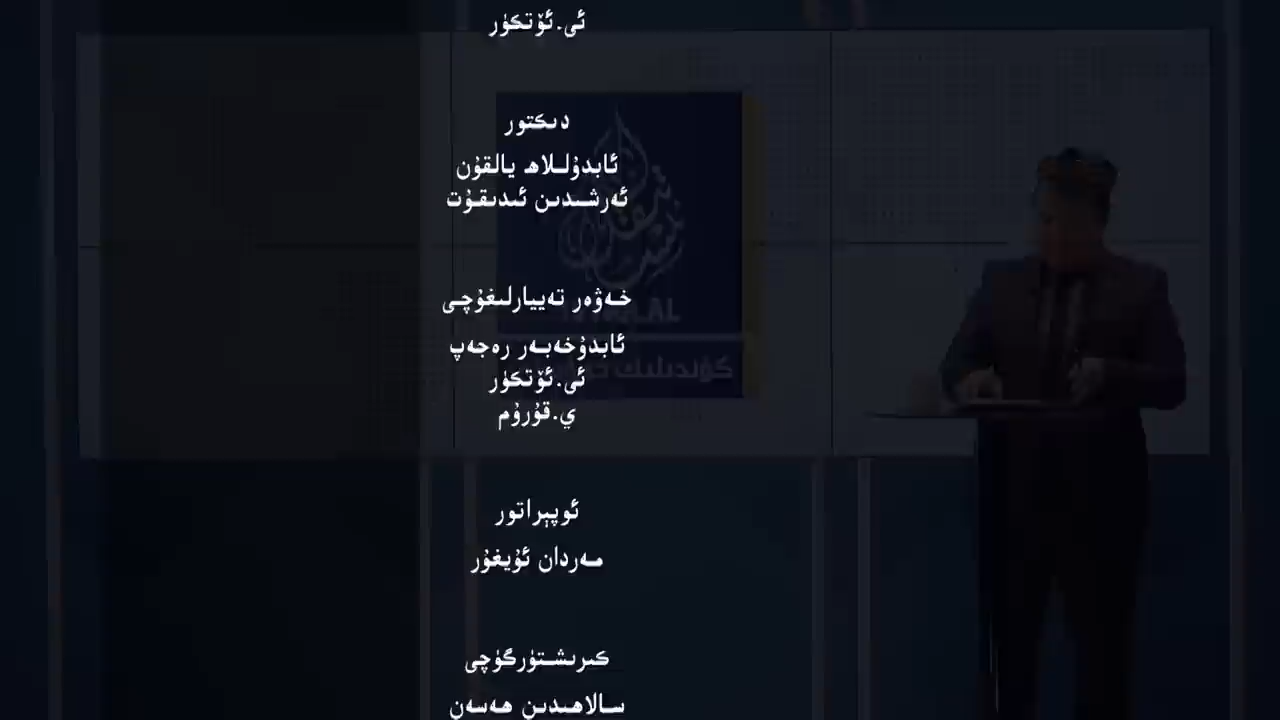 ئى.ئۆتكۈر
دىكتور
ئابدۇللاھ يالقۇن
ئەرشىدىن ئىدىقۇت
خەۋەر تەييارلىغۇچى
ئابدۇخەبەر رەجەپ
ئى.ئۆتكۈر
ي.قۇرۇم
ئوپېراتور
مەردان ئۇيغۇر
كىرىشتۈرگۈچى
سالاھىدىن ھەسەن
كۈندىلىك